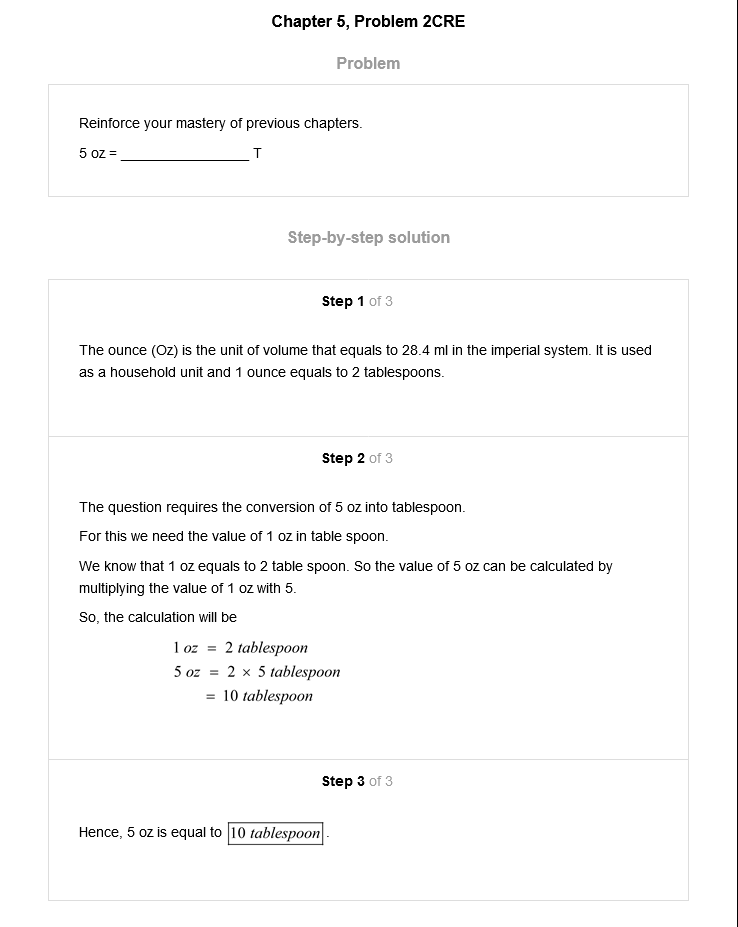 Chapter 5, Problem 2CRE
Problem
Reinforce your mastery of previous chapters.
5 oz = ________________ T
Step-by-step solution
Step 1 of 3
The ounce (Oz) is the unit of volume that equals to 28.4 ml in the imperial system. It is used
as a household unit and 1 ounce equals to 2 tablespoons.
Step 2 of 3
The question requires the conversion of 5 oz into tablespoon.
For this we need the value of 1 oz in table spoon.
We know that 1 oz equals to 2 table spoon. So the value of 5 oz can be calculated by
multiplying the value of 1 oz with 5.
So, the calculation will be
1 oz = 2 tablespoon
5 oz = 2 × 5 tablespoon
= 10 tablespoon
Step 3 of 3
Hence, 5 oz is equal to 10 tablespoon .